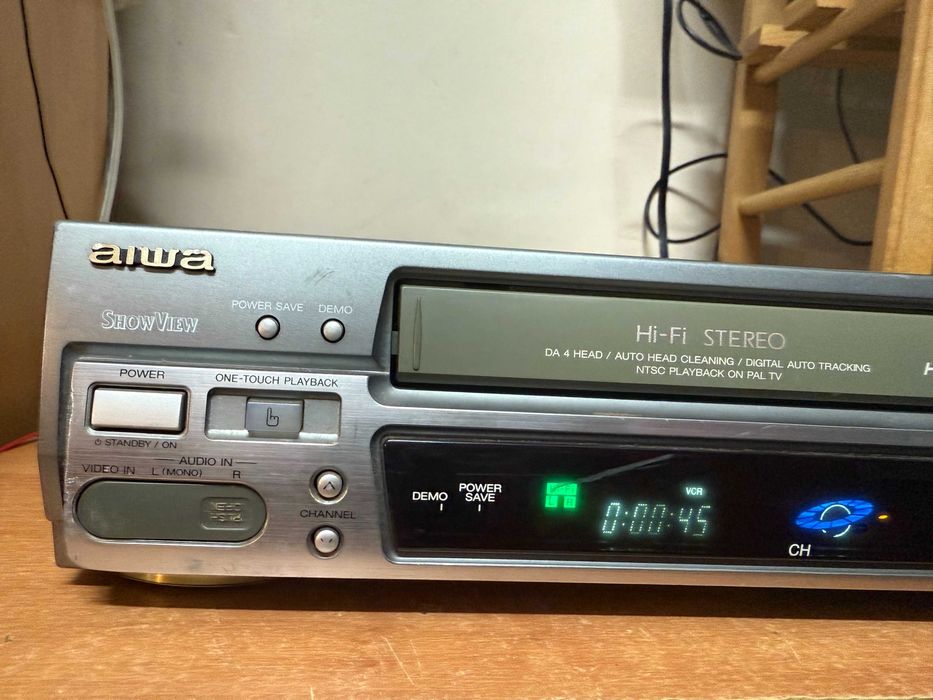 aiwa
SHOWVIEW
POWER SAVE DEMO
Hi-Fi STEREO
DA 4 HEAD / AUTO HEAD CLEANING / DIGITAL AUTO TRACKING
NTSC PLAYBACK ON PAL TV
H
POWER
ONE-TOUCH PLAYBACK
⏻ STANDBY / ON
AUDIO IN
VIDEO IN L (MONO) R
CHANNEL
DEMO
POWER
SAVE
L R
VCR
0:00:45
CH